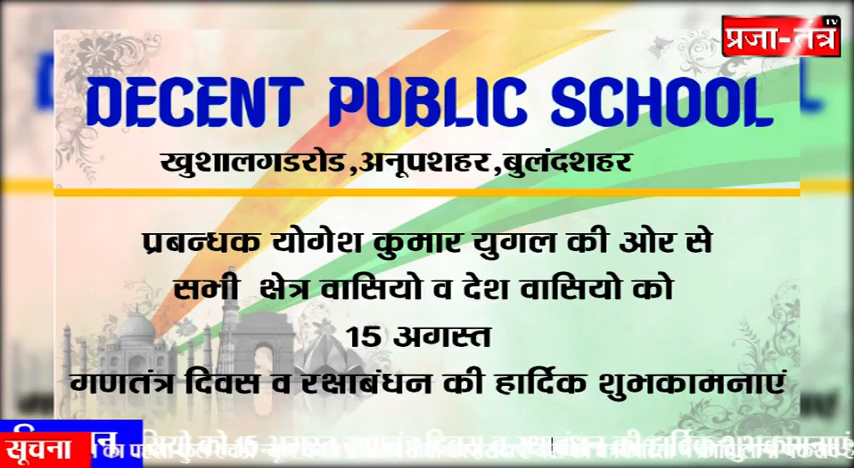 प्रजा-तंत्र TV
DECENT PUBLIC SCHOOL
खुशालगडरोड,अनूपशहर,बुलंदशहर
प्रबन्धक योगेश कुमार युगल की ओर से
सभी क्षेत्र वासियो व देश वासियो को
15 अगस्त
गणतंत्र दिवस व रक्षाबंधन की हार्दिक शुभकामनाएं
सूचना